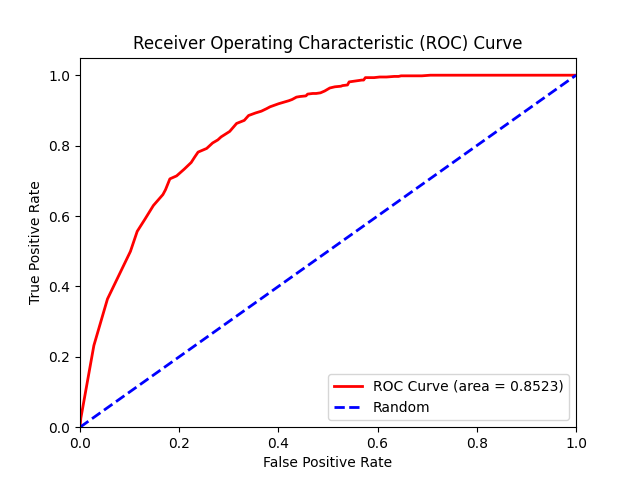 Receiver Operating Characteristic (ROC) Curve
1.0
0.8
0.6
0.4
0.2
0.0
True Positive Rate
ROC Curve (area = 0.8523)
Random
0.0 0.2 0.4 0.6 0.8 1.0
False Positive Rate